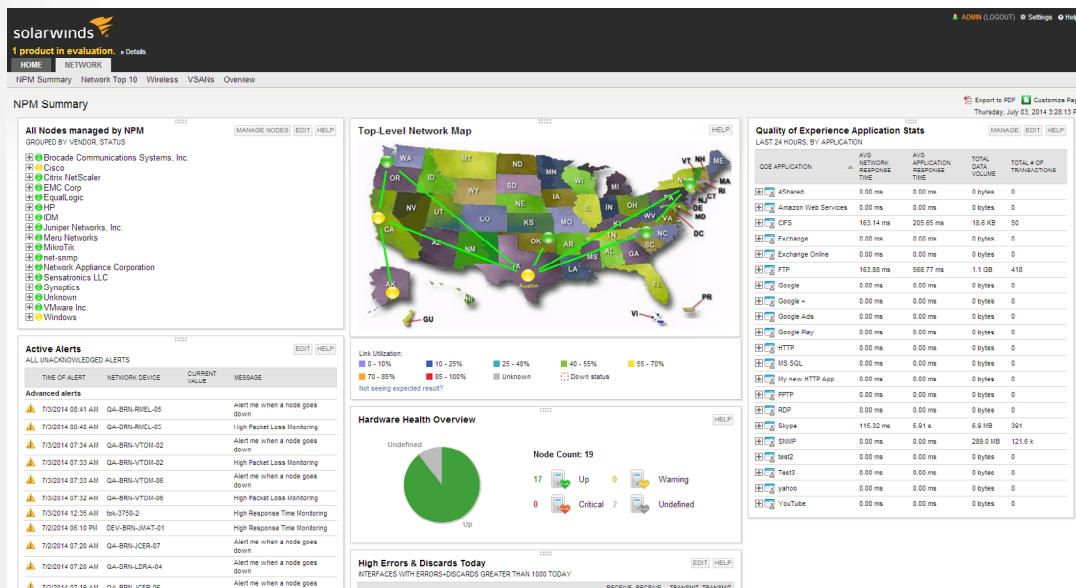 solarwinds
ADMIN (LOGOUT) Settings Help
1 product in evaluation. » Details
HOME NETWORK
NPM Summary Network Top 10 Wireless VSANs Overview
NPM Summary
Export to PDF Customize Pag
Thursday, July 03, 2014 3:28:13 P
All Nodes managed by NPM
MANAGE NODES EDIT HELP
GROUPED BY VENDOR, STATUS
Brocade Communications Systems, Inc.
Cisco
Citrix NetScaler
EMC Corp
EqualLogic
HP
IDM
Juniper Networks, Inc.
Meru Networks
MikroTik
net-snmp
Network Appliance Corporation
Sensatronics LLC
Synoptics
Unknown
VMware Inc.
Windows
Active Alerts
EDIT HELP
ALL UNACKNOWLEDGED ALERTS
TIME OF ALERT NETWORK DEVICE CURRENT VALUE MESSAGE
Advanced alerts
7/3/2014 08:41 AM QA-BRN-RMEL-05 Alert me when a node goes down
7/3/2014 00:40 AM QA-DRN-RMEL-05 High Packet Loss Monitoring
7/3/2014 07:34 AM QA-BRN-VTOM-02 Alert me when a node goes down
7/3/2014 07:33 AM QA-BRN-VTOM-02 High Packet Loss Monitoring
7/3/2014 07:33 AM QA-BRN-VTOM-06 Alert me when a node goes down
7/3/2014 07:32 AM QA-BRN-VTOM-06 High Packet Loss Monitoring
7/3/2014 12:35 AM tok-3750-2 High Response Time Monitoring
7/2/2014 06:10 PM DEV-BRN-JMAT-01 High Response Time Monitoring
7/2/2014 07:20 AM QA-BRN-JCER-07 Alert me when a node goes down
7/2/2014 07:20 AM QA-DRN-LDRA-04 Alert me when a node goes down
7/2/2014 07:19 AM QA-BRN-JCER-06 Alert me when a node goes
Top-Level Network Map
HELP
WA MT ND MN VT NH ME
OR ID WY SD WI MI MA
RI
NV UT NE IA IL IN OH PA NJ CT
DE
CA CO KS MO KY WV VA MD
AZ NM OK AR TN NC SC DC
TX LA MS AL GA FL
Austin
AK HI GU VI PR
Link Utilization:
0 - 10% 10 - 25% 25 - 40% 40 - 55% 55 - 70%
70 - 85% 85 - 100% Unknown Down status
Not seeing expected result?
Hardware Health Overview
HELP
Undefined
Up
Node Count: 19
17 Up 0 Warning
0 Critical 2 Undefined
High Errors & Discards Today
EDIT HELP
INTERFACES WITH ERRORS+DISCARDS GREATER THAN 1000 TODAY
RECEIVE RECEIVE TRANSMIT TRANSMIT
Quality of Experience Application Stats
MANAGE EDIT HELP
LAST 24 HOURS, BY APPLICATION
QOE APPLICATION AVG NETWORK RESPONSE TIME AVG APPLICATION RESPONSE TIME TOTAL DATA VOLUME TOTAL # OF TRANSACTIONS
4Shared 0.00 ms 0.00 ms 0 bytes 0
Amazon Web Services 0.00 ms 0.00 ms 0 bytes 0
CIFS 163.14 ms 205.65 ms 18.6 KB 50
Exchange 0.00 ms 0.00 ms 0 bytes 0
Exchange Online 0.00 ms 0.00 ms 0 bytes 0
FTP 163.88 ms 568.77 ms 1.1 GB 418
Google 0.00 ms 0.00 ms 0 bytes 0
Google + 0.00 ms 0.00 ms 0 bytes 0
Google Ads 0.00 ms 0.00 ms 0 bytes 0
Google Play 0.00 ms 0.00 ms 0 bytes 0
HTTP 0.00 ms 0.00 ms 0 bytes 0
MS SQL 0.00 ms 0.00 ms 0 bytes 0
My new HTTP App 0.00 ms 0.00 ms 0 bytes 0
PPTP 0.00 ms 0.00 ms 0 bytes 0
RDP 0.00 ms 0.00 ms 0 bytes 0
Skype 115.32 ms 5.91 s 6.9 MB 391
SNMP 0.00 ms 0.00 ms 289.0 MB 121.6 k
test2 0.00 ms 0.00 ms 0 bytes 0
Test3 0.00 ms 0.00 ms 0 bytes 0
yahoo 0.00 ms 0.00 ms 0 bytes 0
YouTube 0.00 ms 0.00 ms 0 bytes 0